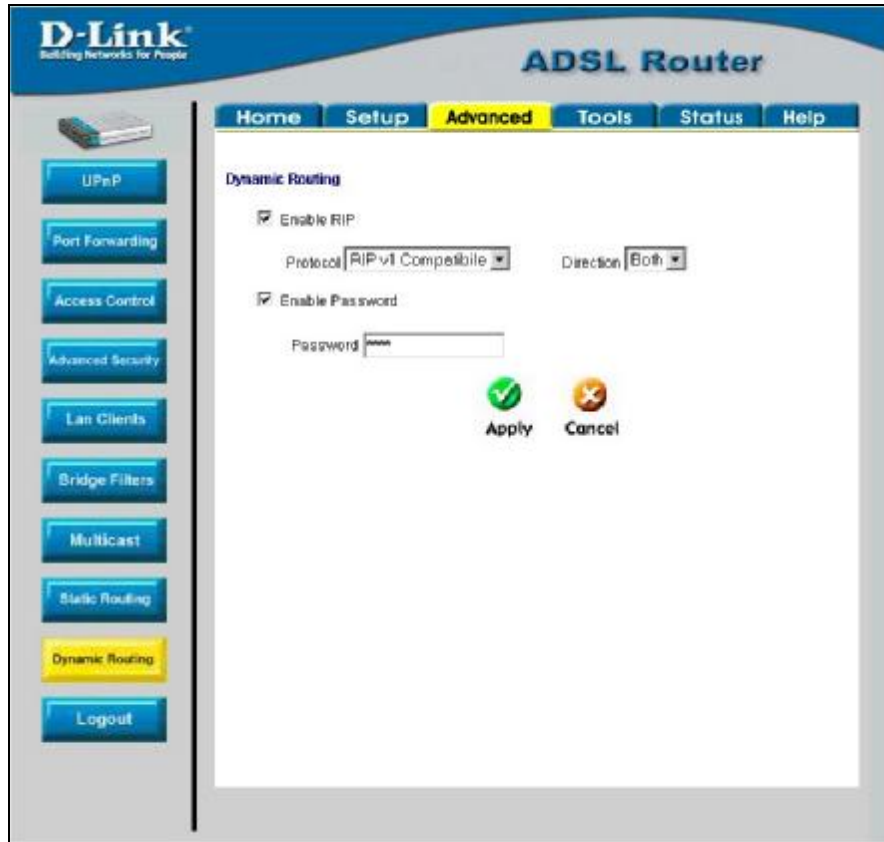 D-Link
Building Networks for People
ADSL Router
Home Setup Advanced Tools Status Help
UPnP
Port Forwarding
Access Control
Advanced Security
Lan Clients
Bridge Filters
Multicast
Static Routing
Dynamic Routing
Logout
Dynamic Routing
Enable RIP
Protocol RIP v1 Compatibile Direction Both
Enable Password
Password ****
Apply Cancel